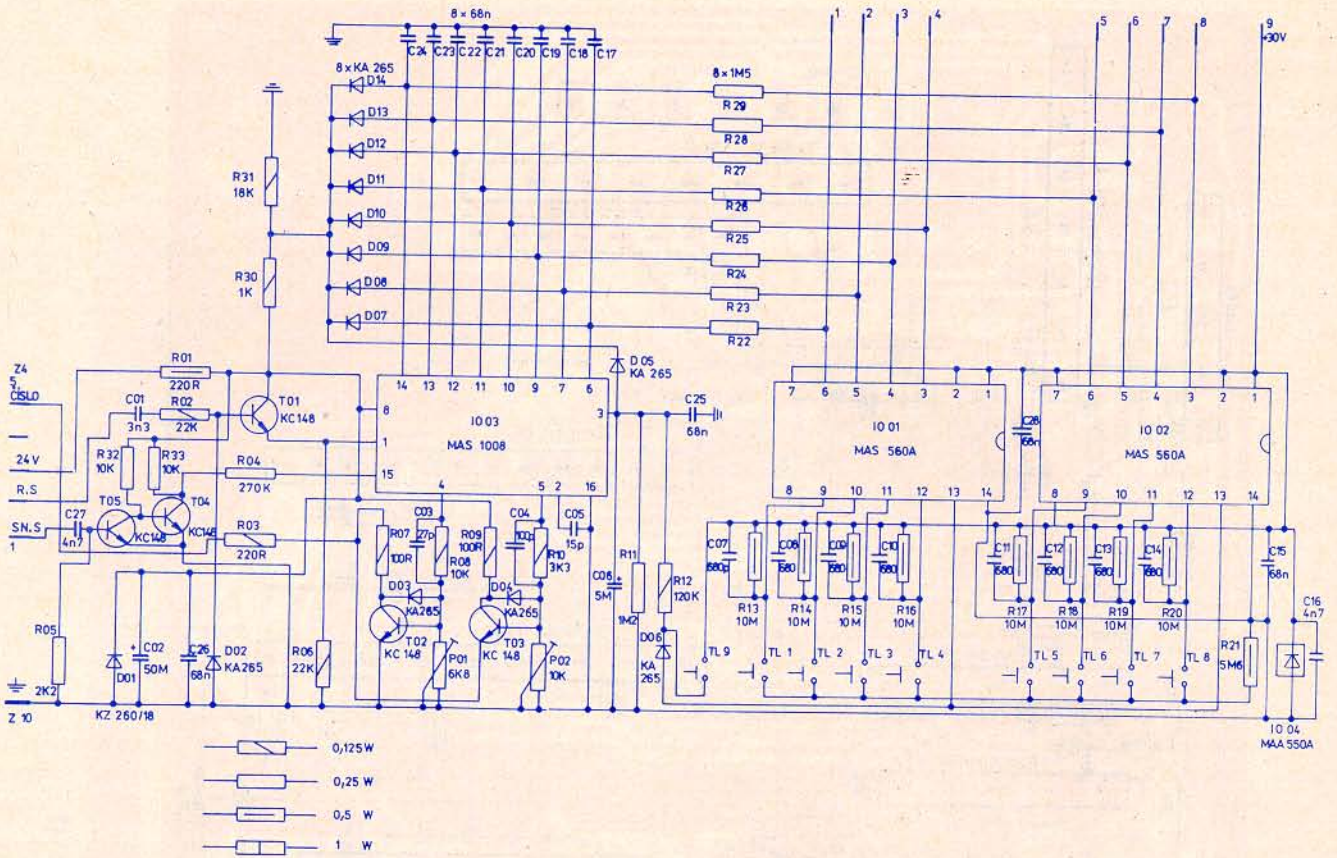 8 x 68n
1 2 3 4 5 6 7 8 9
+30V
C24 C23 C22 C21 C20 C19 C18 C17
8 x KA 265
8 x 1M5
D14
R29
D13
R28
D12
R27
D11
R26
D10
R25
D09
R24
D08
R23
D07
R22
R31
18K
R30
1K
D05
KA 265
Z4
5.
ČÍSLO
24V
R.S
SN.S
1
Z 10
R01
220R
C01
3n3
R02
22K
T01
KC148
R32
10K
R33
10K
R04
270K
T05
KC148
T04
KC148
C27
4n7
R03
220R
R05
2K2
D01
KZ 260/18
C02
50M
C26
68n
D02
KA265
R06
22K
14 13 12 11 10 9 7 6
8
1
15
3
IO 03
MAS 1008
4 5 2 16
C25
68n
R07
100R
C03
27p
R08
10K
R09
100R
C04
100p
R10
3K3
C05
15p
D03
KA265
D04
KA265
T02
KC 148
T03
KC 148
P01
6K8
P02
10K
C06
5M
R11
1M2
R12
120K
D06
KA
265
7 6 5 4 3 2 1
IO 01
MAS 560A
8 9 10 11 12 13 14
C28
68n
7 6 5 4 3 2 1
IO 02
MAS 560A
8 9 10 11 12 13 14
C07
680p
C08
680
C09
680
C10
680
R13
10M
R14
10M
R15
10M
R16
10M
C11
680
C12
680
C13
680
C14
680
R17
10M
R18
10M
R19
10M
R20
10M
C15
68n
C16
4n7
R21
5M6
TL 9
TL 1
TL 2
TL 3
TL 4
TL 5
TL 6
TL 7
TL 8
IO 04
MAA 550A
0,125 W
0,25 W
0,5 W
1 W